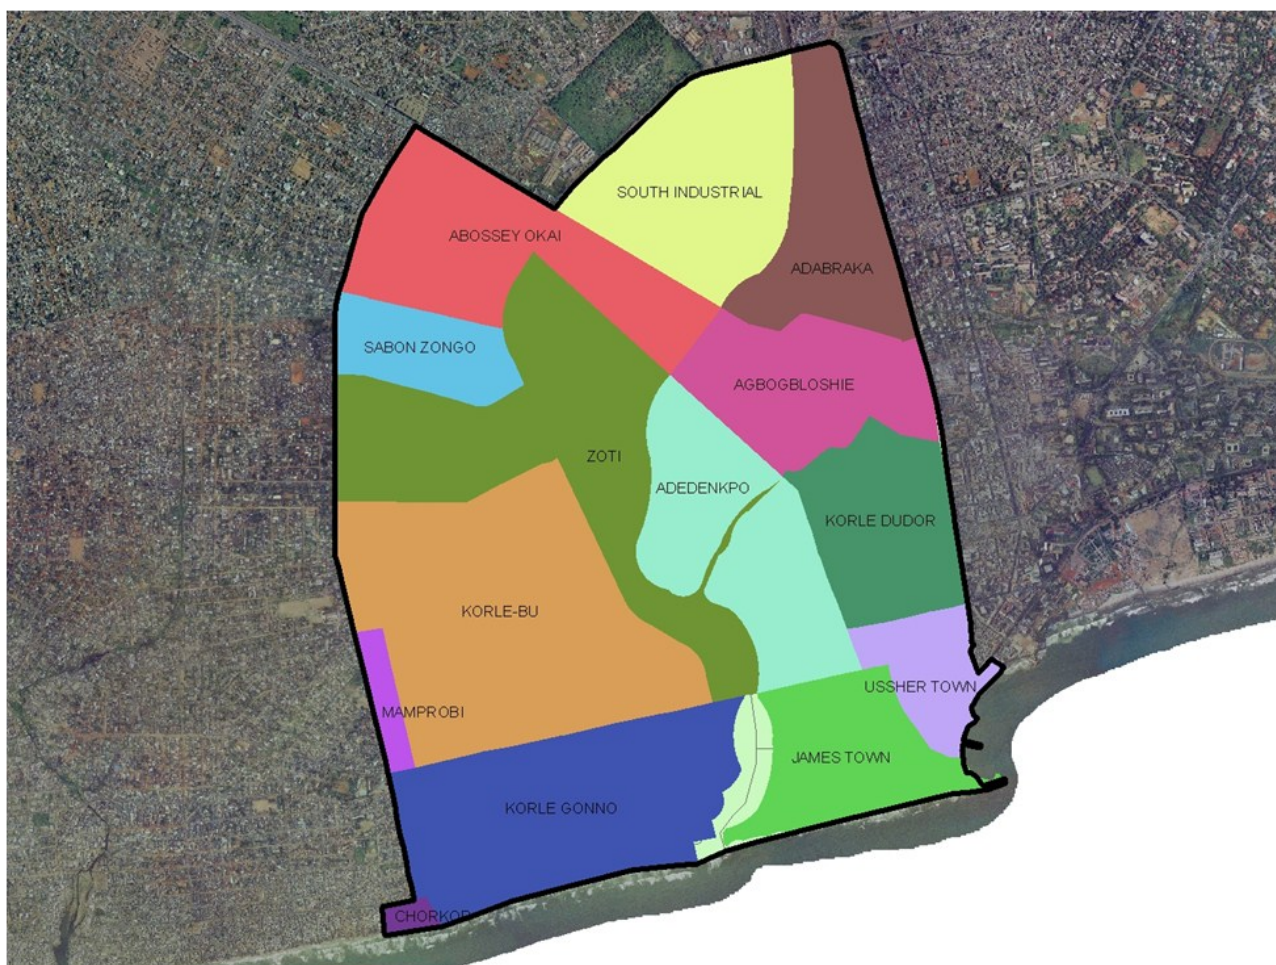 SOUTH INDUSTRIAL
ABOSSEY OKAI
ADABRAKA
SABON ZONGO
AGBOGBLOSHIE
ZOTI
ADEDENKPO
KORLE DUDOR
KORLE-BU
USSHER TOWN
MAMPROBI
JAMES TOWN
KORLE GONNO
CHORKOR